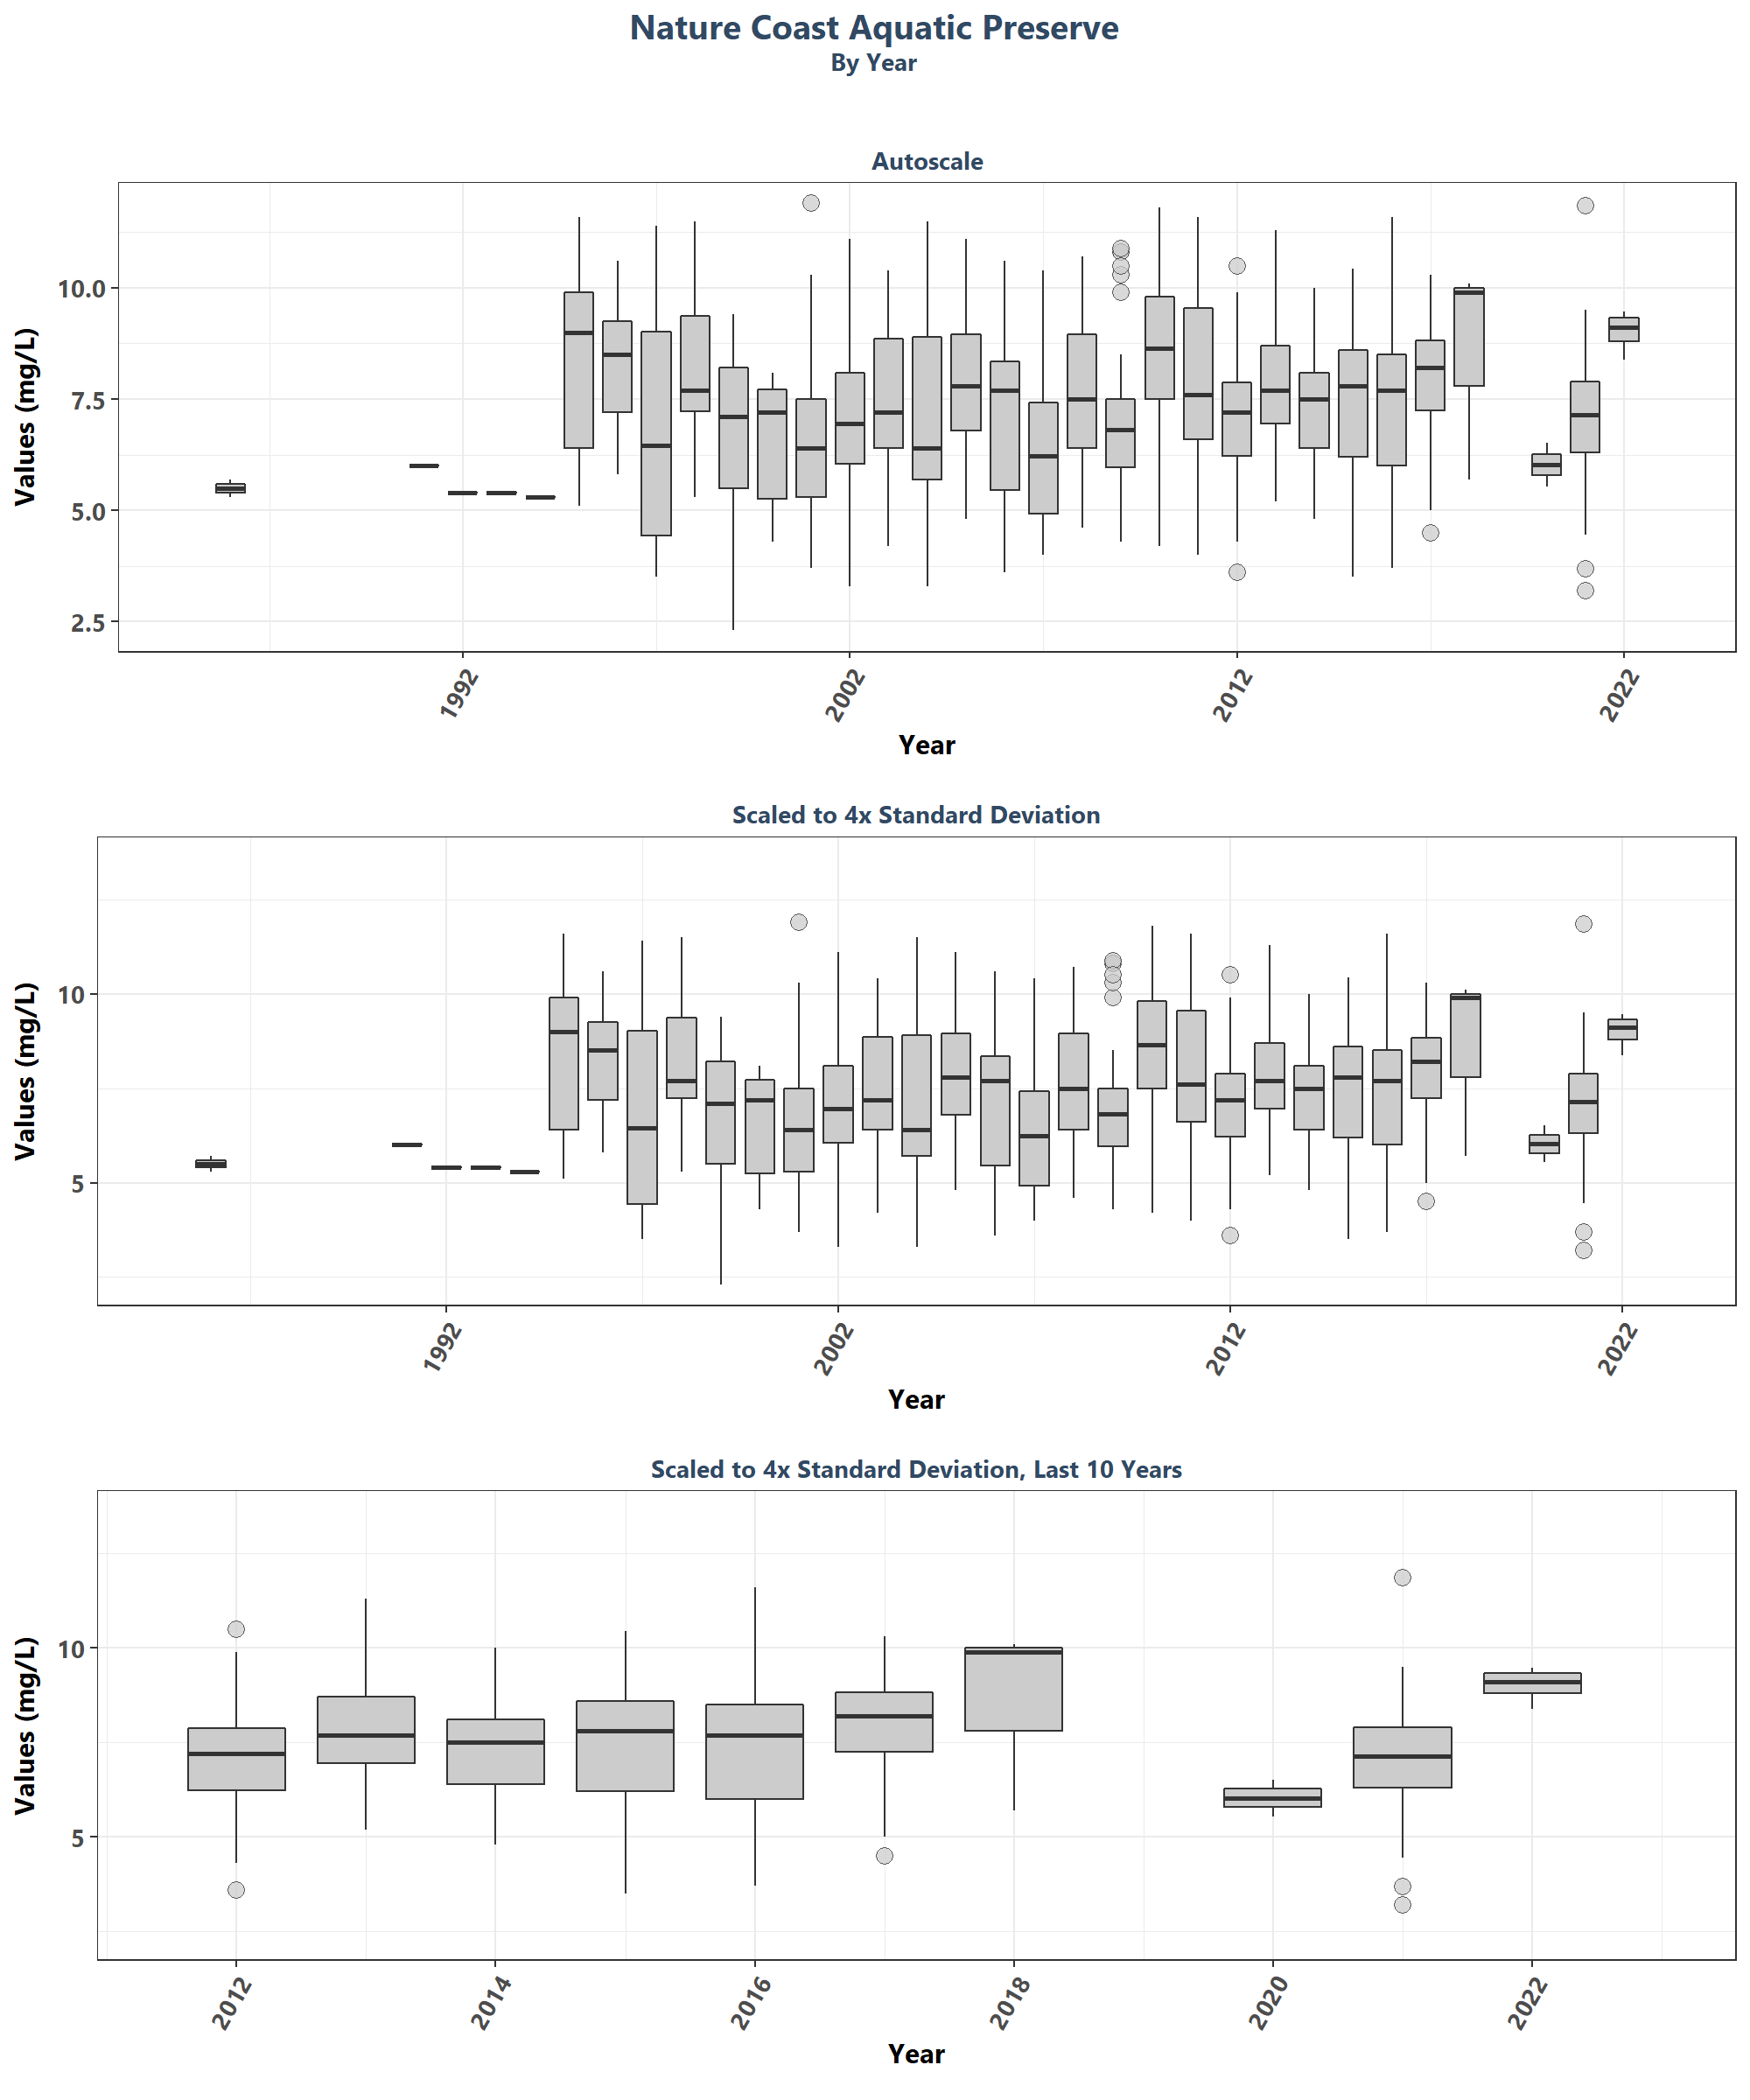 Nature Coast Aquatic Preserve
By Year
Autoscale
Values (mg/L)
10.0
7.5
5.0
2.5
1992
2002
2012
2022
Year
Scaled to 4x Standard Deviation
Values (mg/L)
10
5
1992
2002
2012
2022
Year
Scaled to 4x Standard Deviation, Last 10 Years
Values (mg/L)
10
5
2012
2014
2016
2018
2020
2022
Year